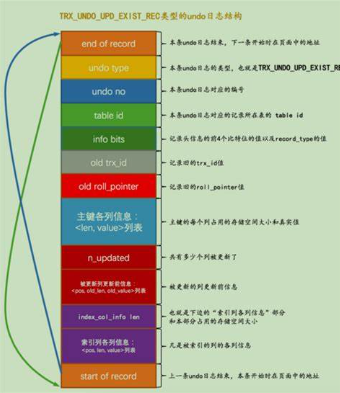 TRX_UNDO_UPD_EXIST_REC类型的undo日志结构
end of record
本条undo日志结束，下一条开始时在页面中的地址
undo type
本条undo日志的类型，也就是TRX_UNDO_UPD_EXIST_RE
undo no
本条undo日志对应的编号
table id
本条undo日志对应的记录所在表的 table id
info bits
记录头信息的前4个比特位的值以及record_type的值
old trx_id
记录旧的trx_id值
old roll_pointer
记录旧的roll_pointer值
主键各列信息：
<len, value>列表
主键的每个列占用的存储空间大小和真实值
n_updated
共有多少个列被更新了
被更新列更新前信息：
<pos, old_len, old_value>列表
被更新的列更新前信息
index_col_info len
也就是下边的“索引列各列信息”部分
和本部分占用的存储空间大小
索引列各列信息：
<pos, len, value>列表
凡是被索引的列的各列信息
start of record
上一条undo日志结束，本条开始时在页面中的地址